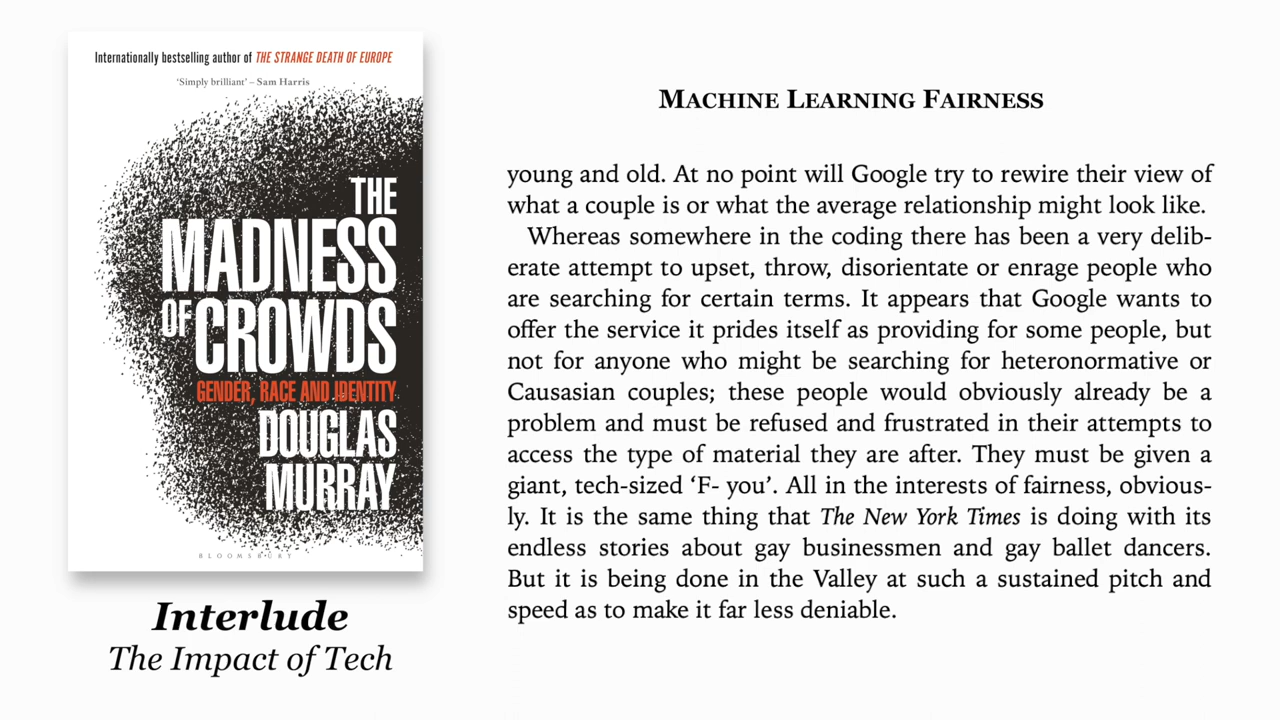 Internationally bestselling author of THE STRANGE DEATH OF EUROPE
‘Simply brilliant’ – Sam Harris
THE
MADNESS
OF CROWDS
GENDER, RACE AND IDENTITY
DOUGLAS
MURRAY
BLOOMSBURY
Interlude
The Impact of Tech
Machine Learning Fairness
young and old. At no point will Google try to rewire their view of
what a couple is or what the average relationship might look like.
Whereas somewhere in the coding there has been a very delib-
erate attempt to upset, throw, disorientate or enrage people who
are searching for certain terms. It appears that Google wants to
offer the service it prides itself as providing for some people, but
not for anyone who might be searching for heteronormative or
Causasian couples; these people would obviously already be a
problem and must be refused and frustrated in their attempts to
access the type of material they are after. They must be given a
giant, tech-sized ‘F- you’. All in the interests of fairness, obvious-
ly. It is the same thing that The New York Times is doing with its
endless stories about gay businessmen and gay ballet dancers.
But it is being done in the Valley at such a sustained pitch and
speed as to make it far less deniable.